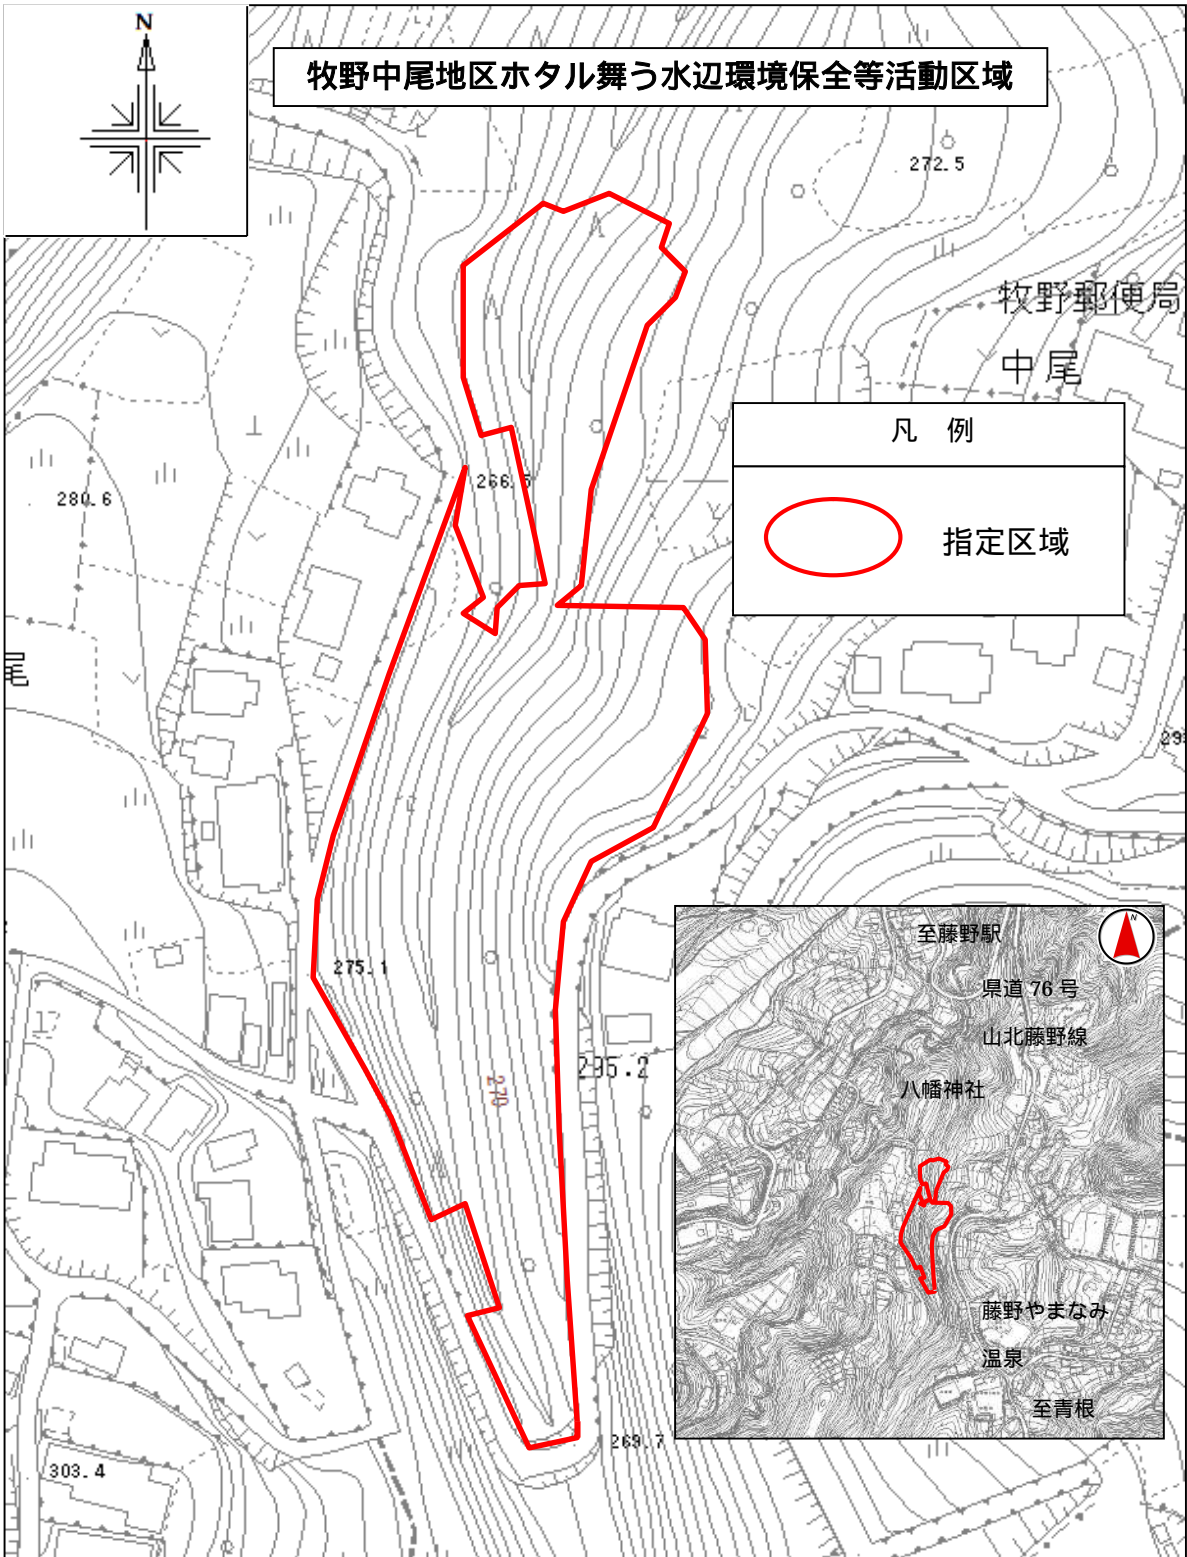 N
牧野中尾地区ホタル舞う水辺環境保全等活動区域
272.5
牧野郵便局
中尾
凡 例
指定区域
266.5
280.6
尾
275.1
295.2
270
269.7
303.4
N
至藤野駅
県道 76 号
山北藤野線
八幡神社
藤野やまなみ
温泉
至青根